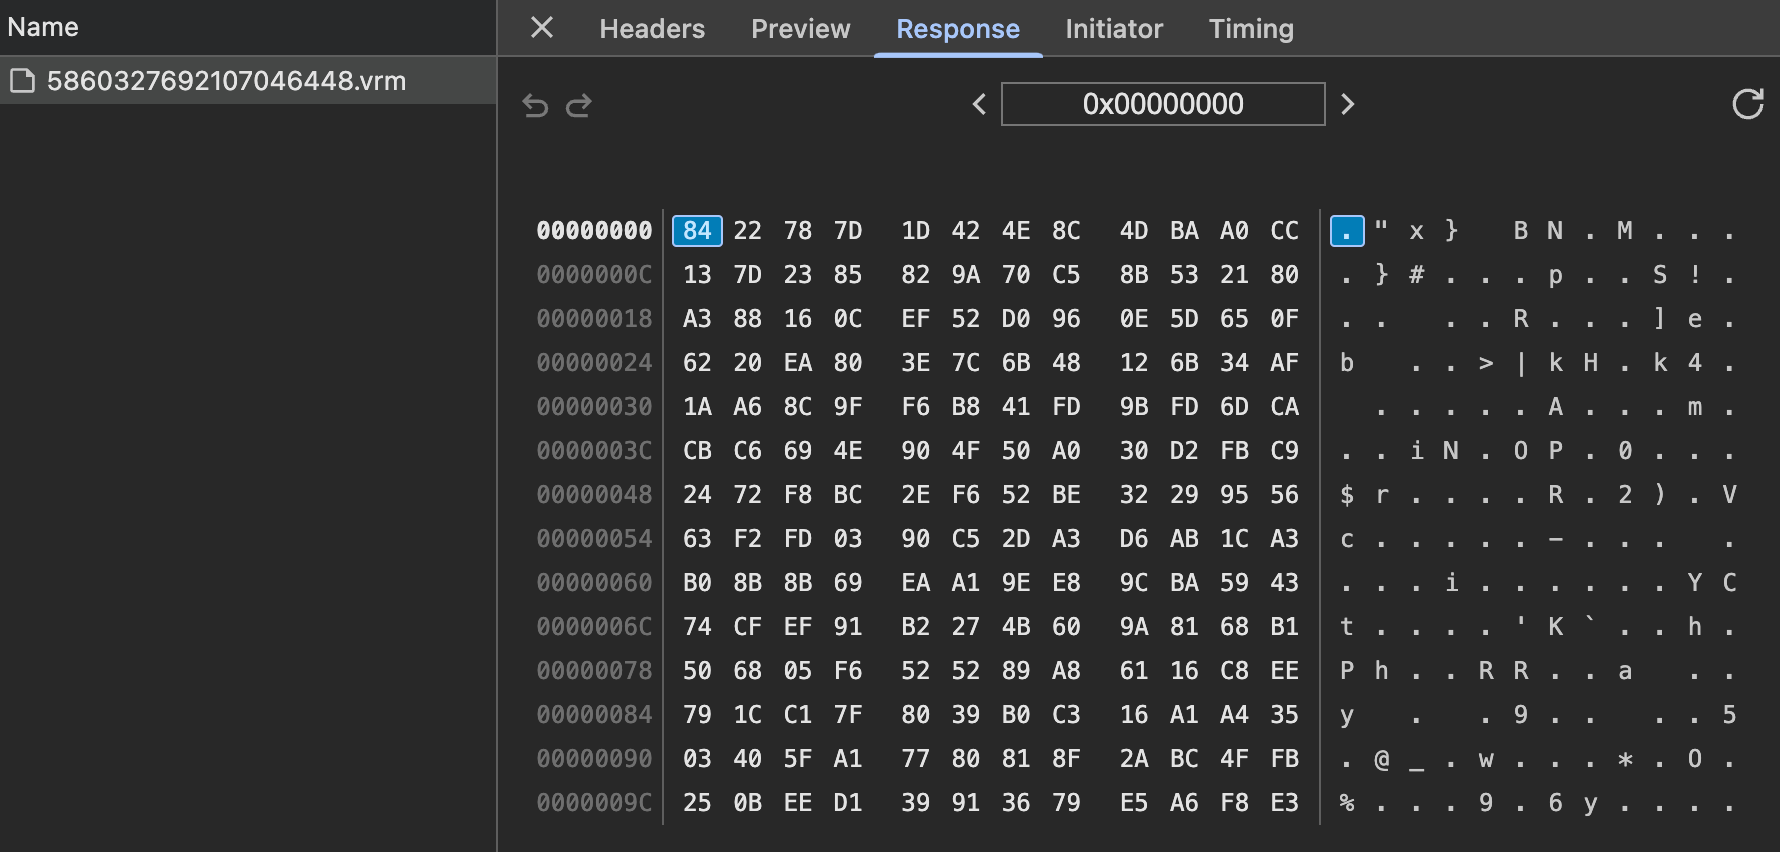 Name
Headers Preview Response Initiator Timing
5860327692107046448.vrm
0x00000000
00000000 84 22 78 7D 1D 42 4E 8C 4D BA A0 CC . " x } B N . M . . .
0000000C 13 7D 23 85 82 9A 70 C5 8B 53 21 80 . } # . . . p . . S ! .
00000018 A3 88 16 0C EF 52 D0 96 0E 5D 65 0F . . . . R . . . ] e .
00000024 62 20 EA 80 3E 7C 6B 48 12 6B 34 AF b . . > | k H . k 4 .
00000030 1A A6 8C 9F F6 B8 41 FD 9B FD 6D CA . . . . . A . . . m .
0000003C CB C6 69 4E 90 4F 50 A0 30 D2 FB C9 . . i N . O P . 0 . . .
00000048 24 72 F8 BC 2E F6 52 BE 32 29 95 56 $ r . . . . R . 2 ) . V
00000054 63 F2 FD 03 90 C5 2D A3 D6 AB 1C A3 c . . . . . - . . . .
00000060 B0 8B 8B 69 EA A1 9E E8 9C BA 59 43 . . . i . . . . . . Y C
0000006C 74 CF EF 91 B2 27 4B 60 9A 81 68 B1 t . . . . ' K ` . . h .
00000078 50 68 05 F6 52 52 89 A8 61 16 C8 EE P h . . R R . . a . .
00000084 79 1C C1 7F 80 39 B0 C3 16 A1 A4 35 y . . 9 . . . . 5
00000090 03 40 5F A1 77 80 81 8F 2A BC 4F FB . @ _ . w . . . * . O .
0000009C 25 0B EE D1 39 91 36 79 E5 A6 F8 E3 % . . . 9 . 6 y . . . .